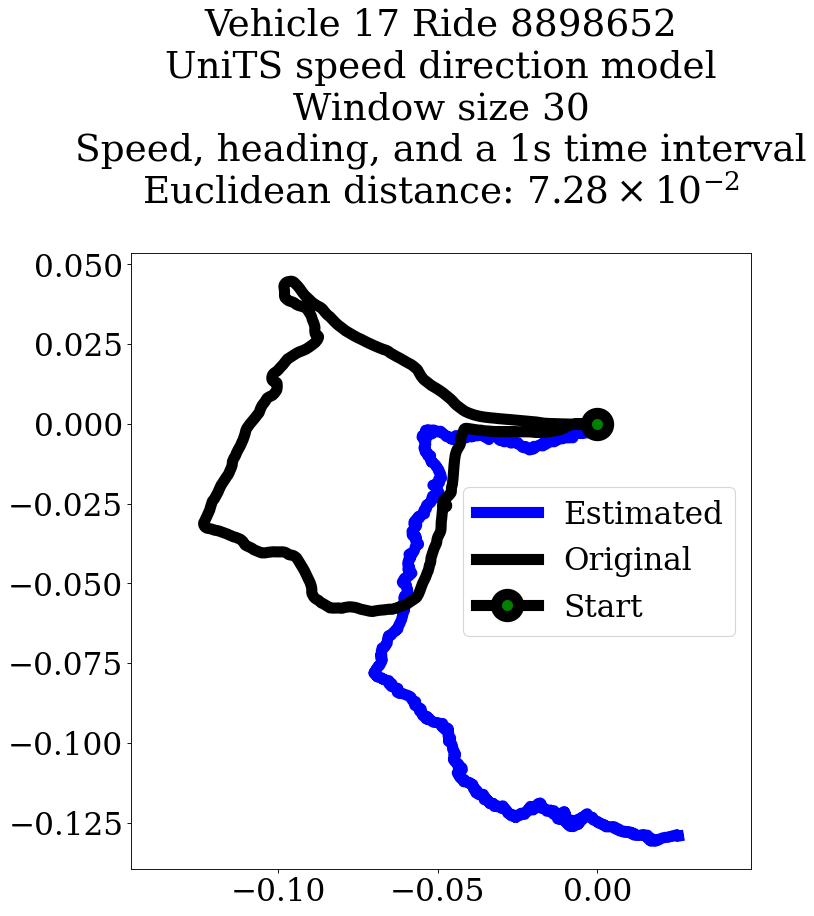 Vehicle 17 Ride 8898652
UniTS speed direction model
Window size 30
Speed, heading, and a 1s time interval
Euclidean distance: 7.28 × 10⁻²
0.050
0.025
0.000
−0.025
−0.050
−0.075
−0.100
−0.125
Estimated
Original
Start
−0.10 −0.05 0.00